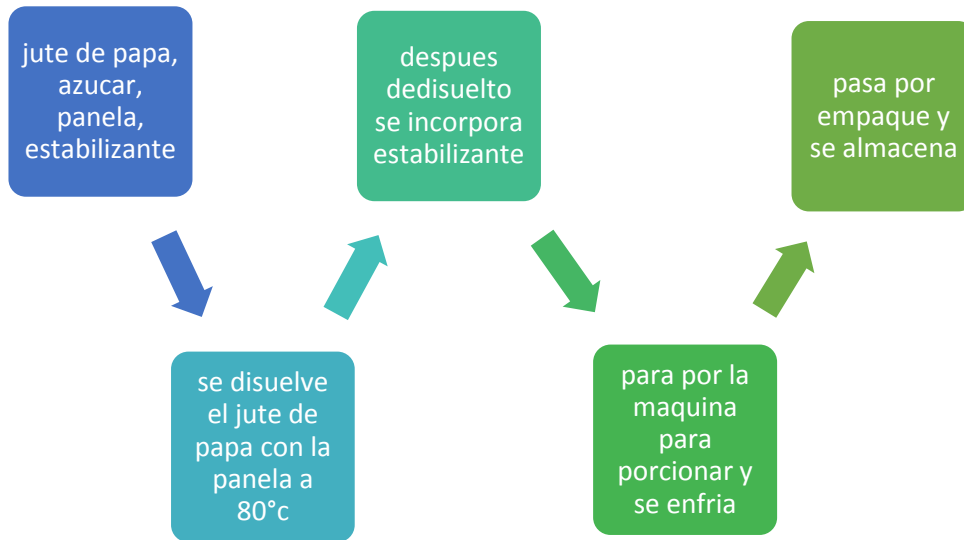 jute de papa,
azucar,
panela,
estabilizante
se disuelve
el jute de
papa con la
panela a
80°c
despues
dedisuelto
se incorpora
estabilizante
para por la
maquina
para
porcionar y
se enfria
pasa por
empaque y
se almacena